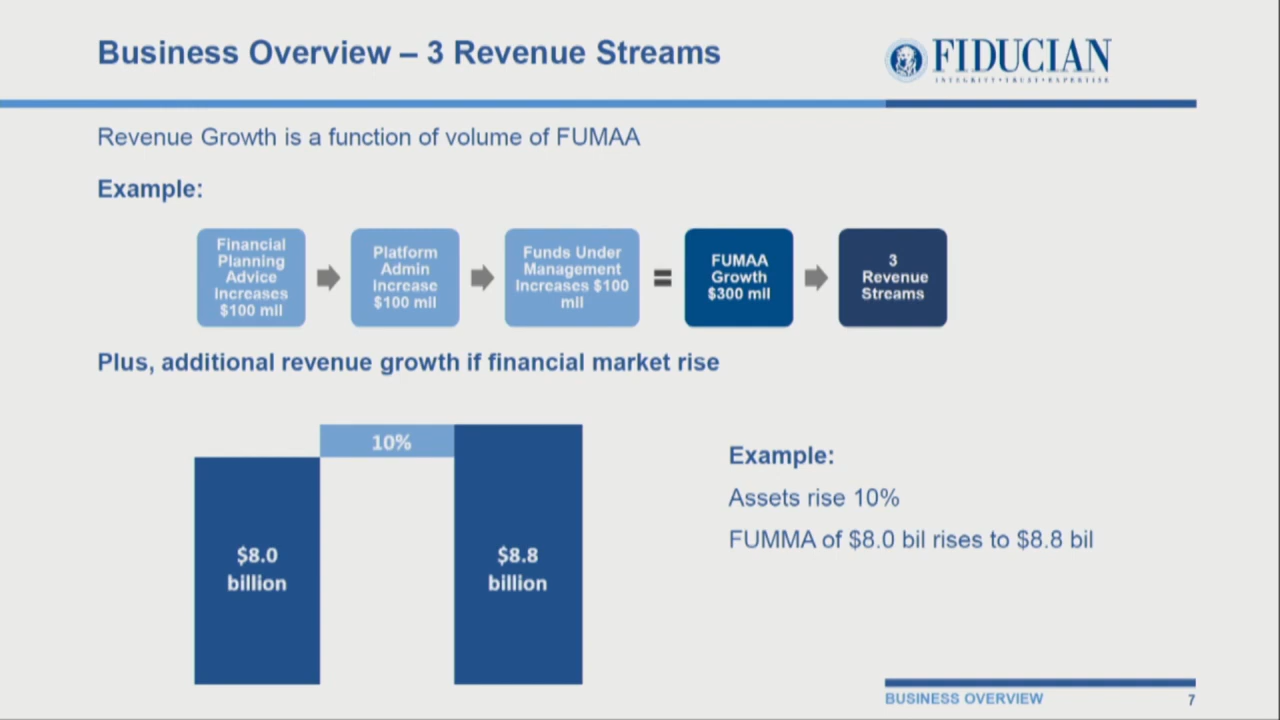 Business Overview – 3 Revenue Streams
FIDUCIAN
INTEGRITY • TRUST • EXPERTISE
Revenue Growth is a function of volume of FUMAA
Example:
Financial
Planning
Advice
Increases
$100 mil
Platform
Admin
Increase
$100 mil
Funds Under
Management
Increases $100
mil
=
FUMAA
Growth
$300 mil
3
Revenue
Streams
Plus, additional revenue growth if financial market rise
10%
$8.0
billion
$8.8
billion
Example:
Assets rise 10%
FUMMA of $8.0 bil rises to $8.8 bil
BUSINESS OVERVIEW 7